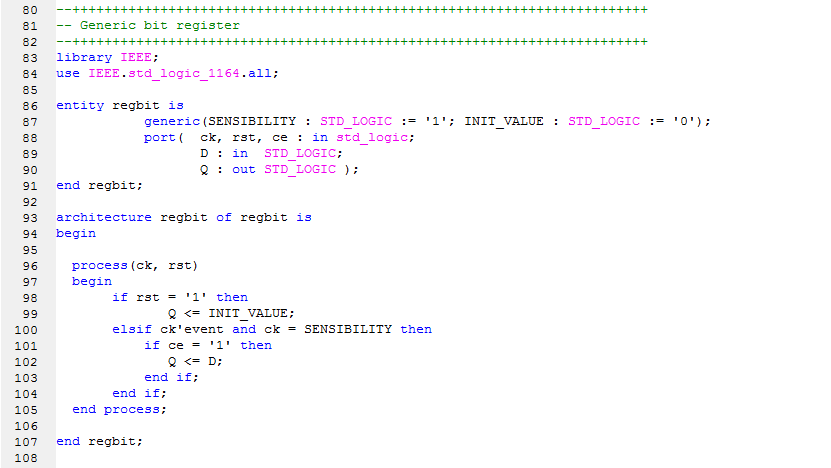 80 --++++++++++++++++++++++++++++++++++++++++++++++++++++++++++++++++++++++++
81 -- Generic bit register
82 --++++++++++++++++++++++++++++++++++++++++++++++++++++++++++++++++++++++++
83 library IEEE;
84 use IEEE.std_logic_1164.all;
85
86 entity regbit is
87            generic(SENSIBILITY : STD_LOGIC := '1'; INIT_VALUE : STD_LOGIC := '0');
88            port(  ck, rst, ce : in std_logic;
89                   D : in  STD_LOGIC;
90                   Q : out STD_LOGIC );
91 end regbit;
92
93 architecture regbit of regbit is
94 begin
95
96   process(ck, rst)
97   begin
98        if rst = '1' then
99               Q <= INIT_VALUE;
100        elsif ck'event and ck = SENSIBILITY then
101            if ce = '1' then
102               Q <= D;
103            end if;
104        end if;
105   end process;
106
107 end regbit;
108